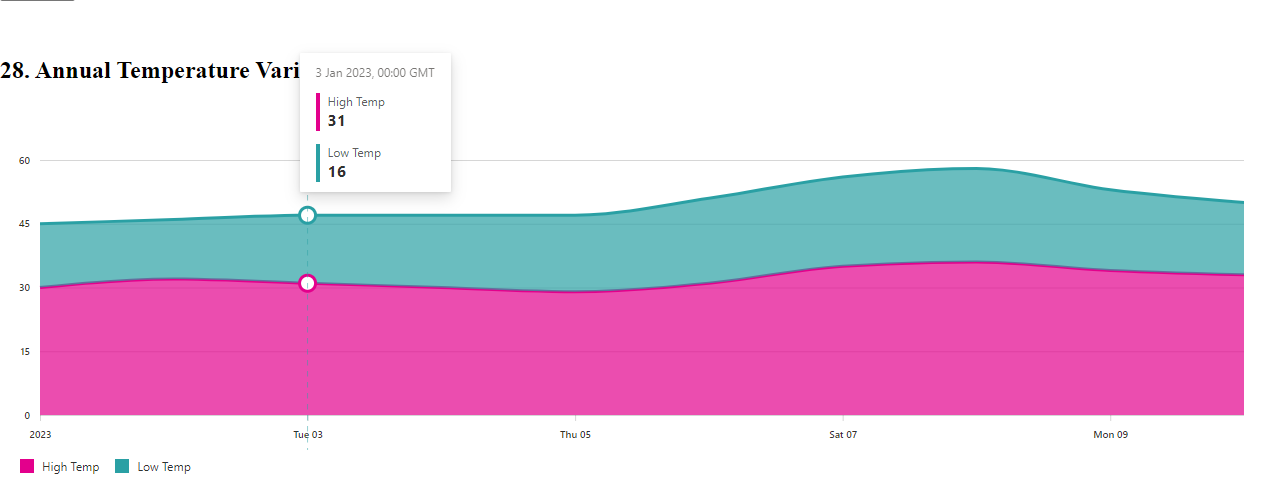 28. Annual Temperature Vari
3 Jan 2023, 00:00 GMT
High Temp
31
Low Temp
16
60
45
30
15
0
2023 Tue 03 Thu 05 Sat 07 Mon 09
High Temp Low Temp